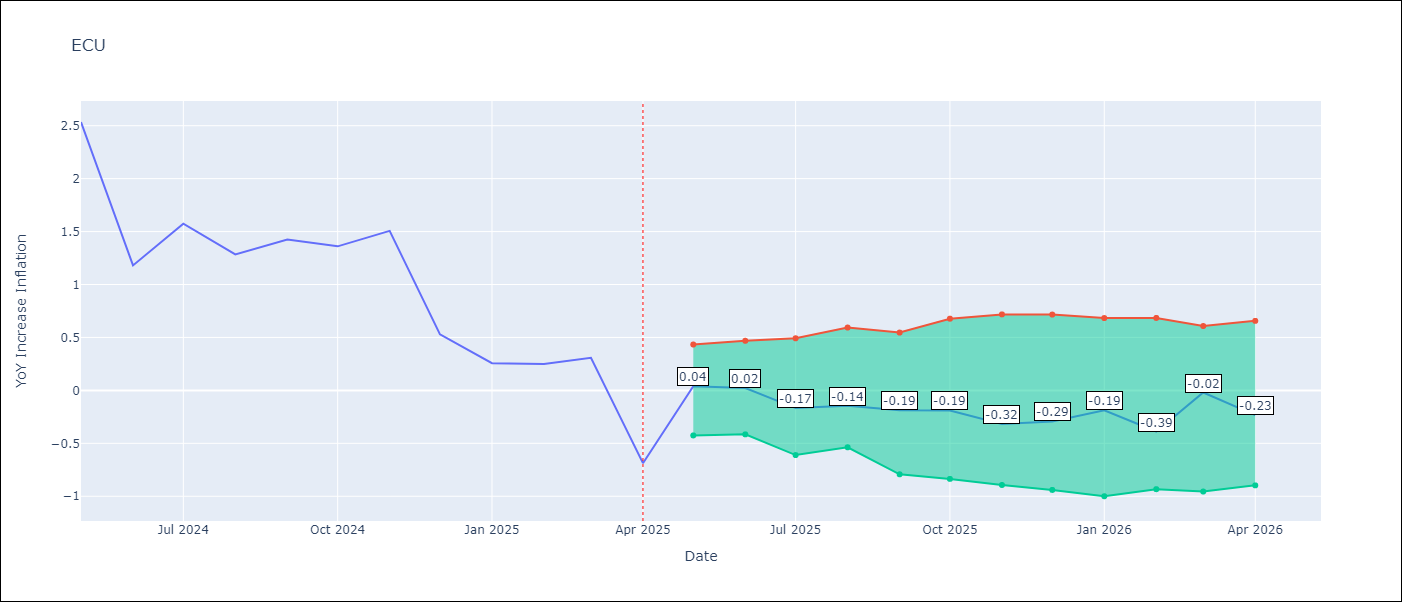 ECU
YoY Increase Inflation
2.5
2
1.5
1
0.5
0
−0.5
−1
0.04
0.02
-0.17
-0.14
-0.19
-0.19
-0.32
-0.29
-0.19
-0.39
-0.02
-0.23
Jul 2024
Oct 2024
Jan 2025
Apr 2025
Jul 2025
Oct 2025
Jan 2026
Apr 2026
Date